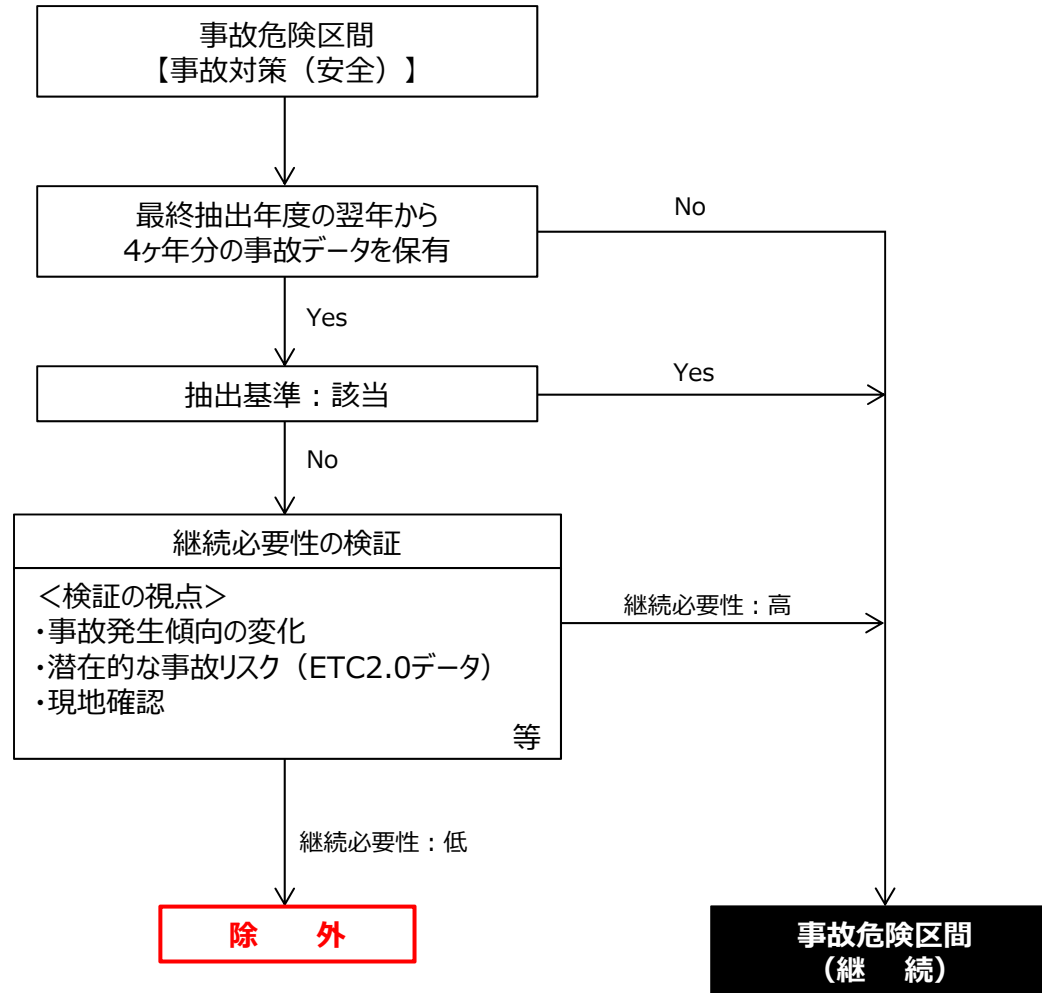 事故危険区間
【事故対策（安全）】
最終抽出年度の翌年から
4ヶ年分の事故データを保有
No
Yes
抽出基準：該当
Yes
No
継続必要性の検証
＜検証の視点＞
・事故発生傾向の変化
・潜在的な事故リスク（ETC2.0データ）
・現地確認
等
継続必要性：高
継続必要性：低
除　外
事故危険区間
（継　続）